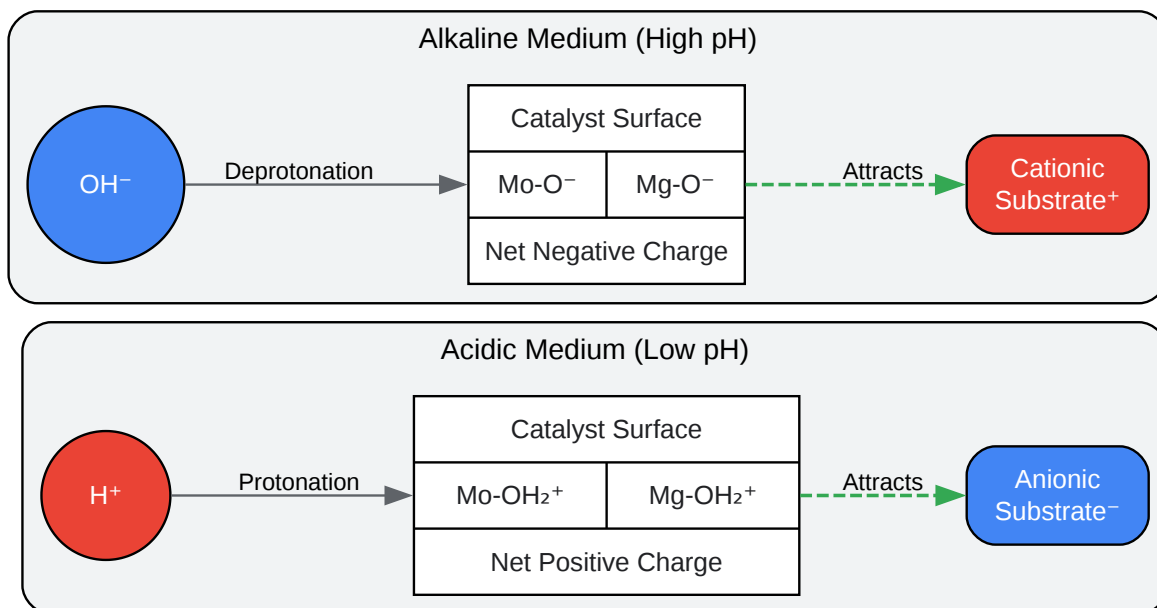 Alkaline Medium (High pH)
OH⁻
Deprotonation
Catalyst Surface
Mo-O⁻
Mg-O⁻
Net Negative Charge
Attracts
Cationic
Substrate⁺
Acidic Medium (Low pH)
H⁺
Protonation
Catalyst Surface
Mo-OH₂⁺
Mg-OH₂⁺
Net Positive Charge
Attracts
Anionic
Substrate⁻